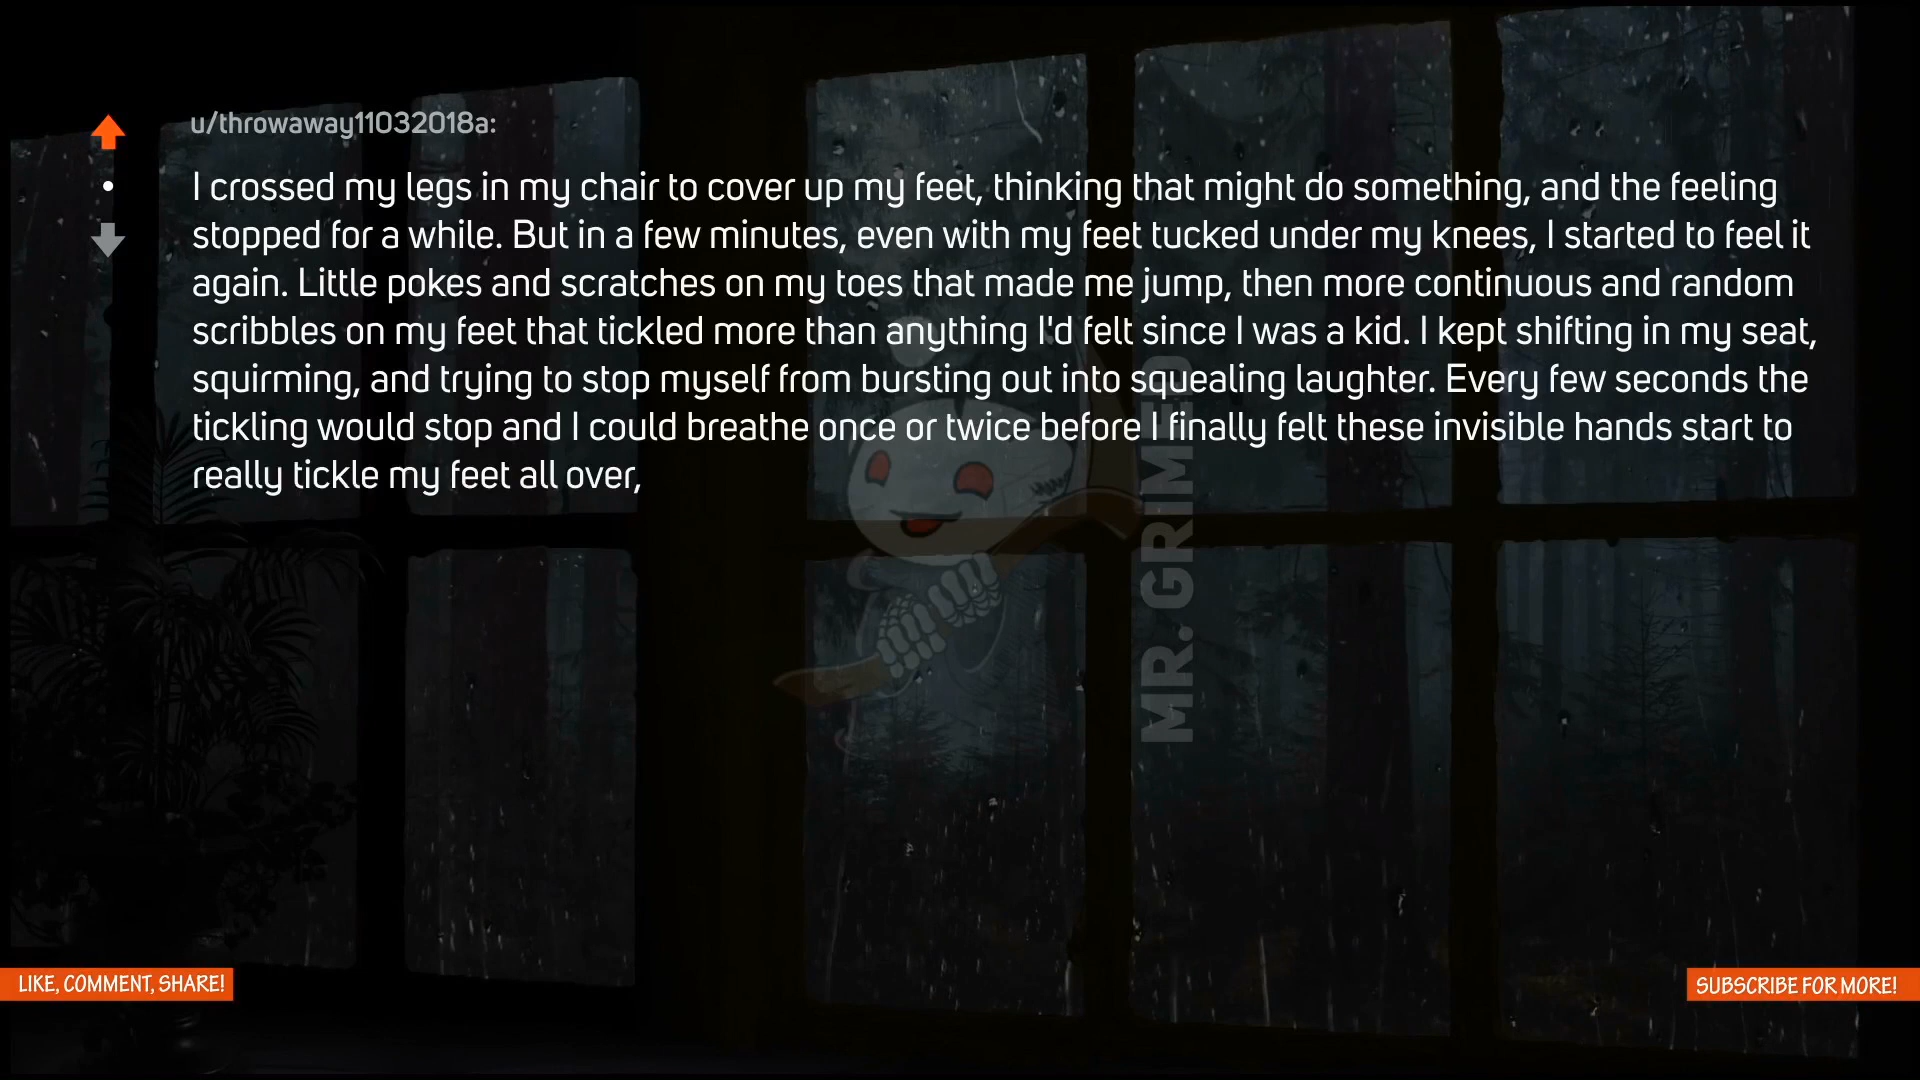 u/throwaway11032018a:
I crossed my legs in my chair to cover up my feet, thinking that might do something, and the feeling
stopped for a while. But in a few minutes, even with my feet tucked under my knees, I started to feel it
again. Little pokes and scratches on my toes that made me jump, then more continuous and random
scribbles on my feet that tickled more than anything I'd felt since I was a kid. I kept shifting in my seat,
squirming, and trying to stop myself from bursting out into squealing laughter. Every few seconds the
tickling would stop and I could breathe once or twice before I finally felt these invisible hands start to
really tickle my feet all over,
MR. GRIMED
LIKE, COMMENT, SHARE!
SUBSCRIBE FOR MORE!